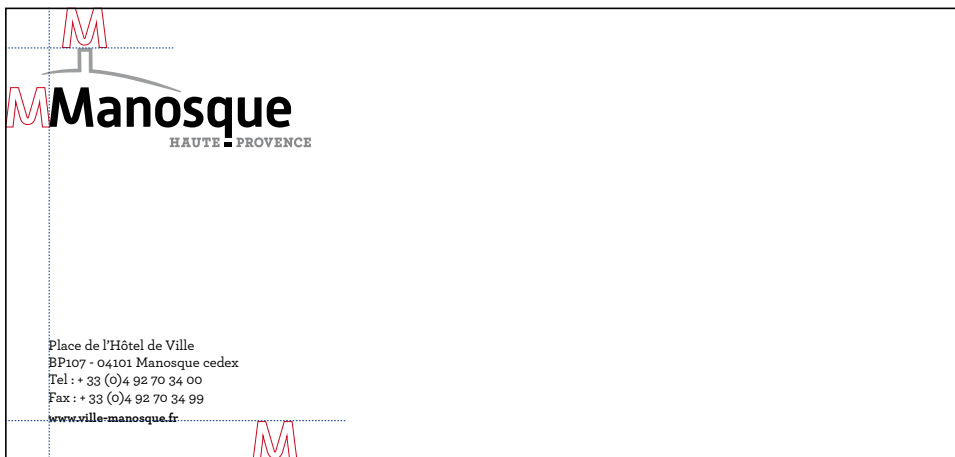 M
M Manosque
HAUTE - PROVENCE
Place de l'Hôtel de Ville
BP107 - 04101 Manosque cedex
Tel : + 33 (0)4 92 70 34 00
Fax : + 33 (0)4 92 70 34 99
www.ville-manosque.fr
M